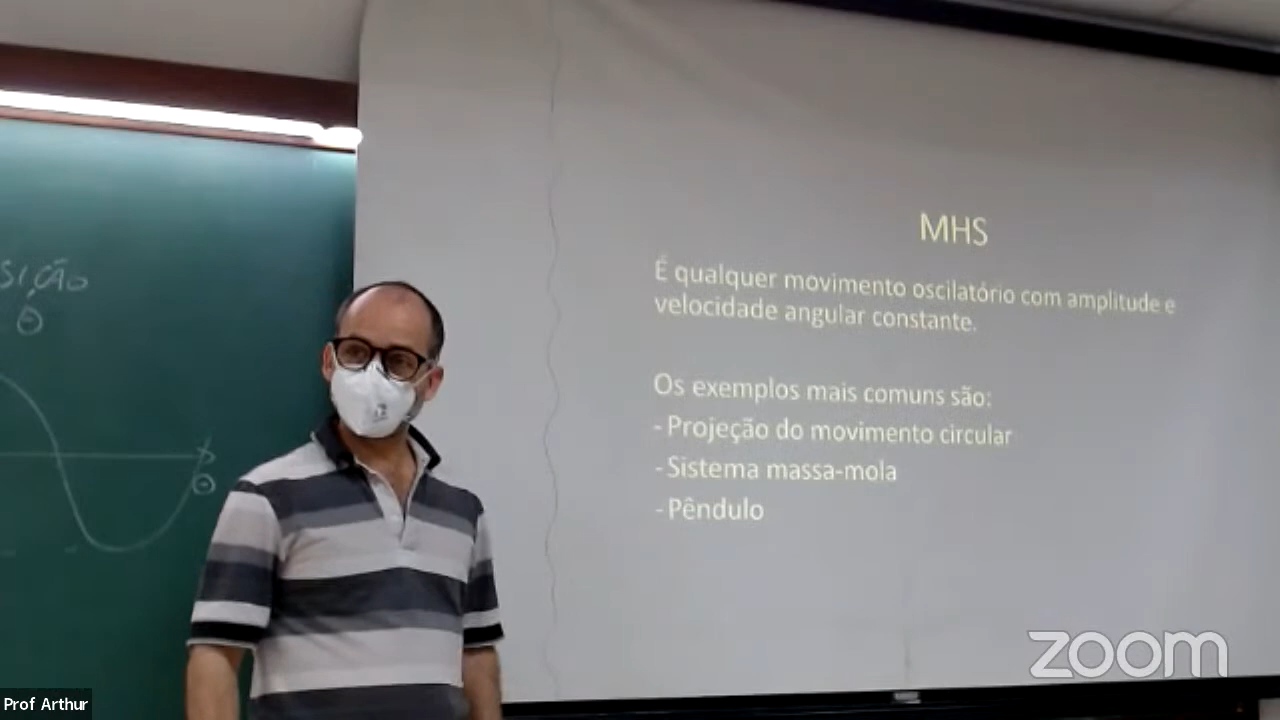 SIÇÃO
θ
θ
MHS
É qualquer movimento oscilatório com amplitude e
velocidade angular constante.
Os exemplos mais comuns são:
- Projeção do movimento circular
- Sistema massa-mola
- Pêndulo
zoom
Prof Arthur